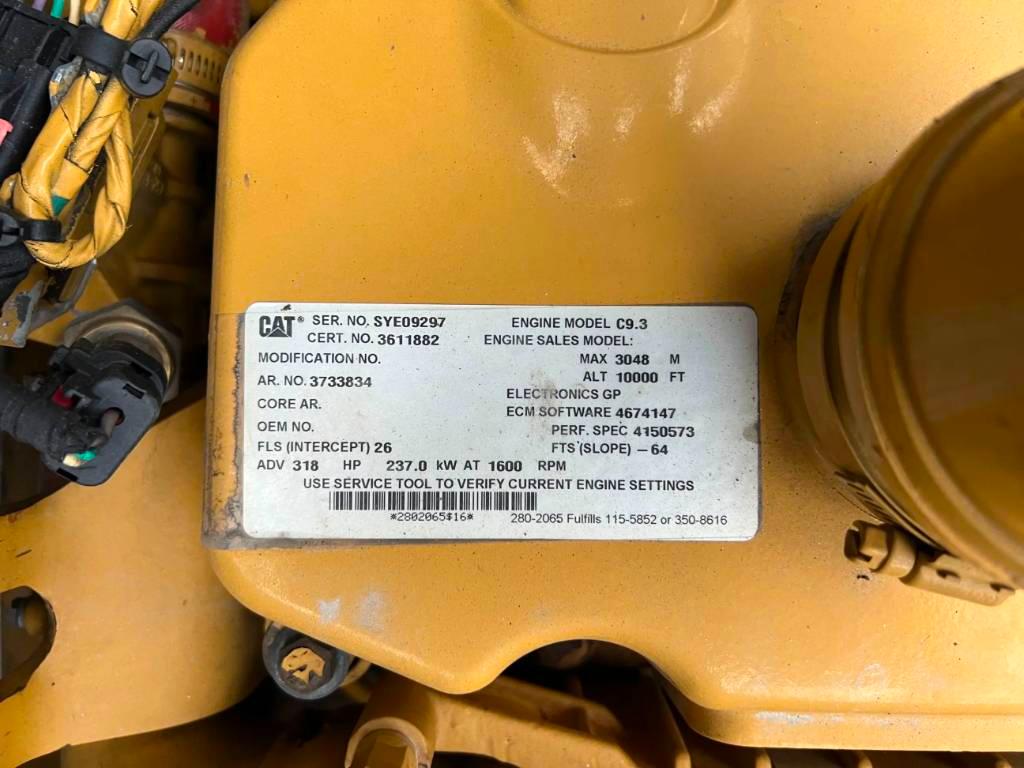 CAT® SER. NO. SYE09297 ENGINE MODEL C9.3
CERT. NO. 3611882 ENGINE SALES MODEL:
MODIFICATION NO. MAX 3048 M
AR. NO. 3733834 ALT 10000 FT
CORE AR. ELECTRONICS GP
OEM NO. ECM SOFTWARE 4674147
PERF. SPEC 4150573
FLS (INTERCEPT) 26 FTS (SLOPE) -64
ADV 318 HP 237.0 kW AT 1600 RPM
USE SERVICE TOOL TO VERIFY CURRENT ENGINE SETTINGS
*2802065$16* 280-2065 Fulfills 115-5852 or 350-8616